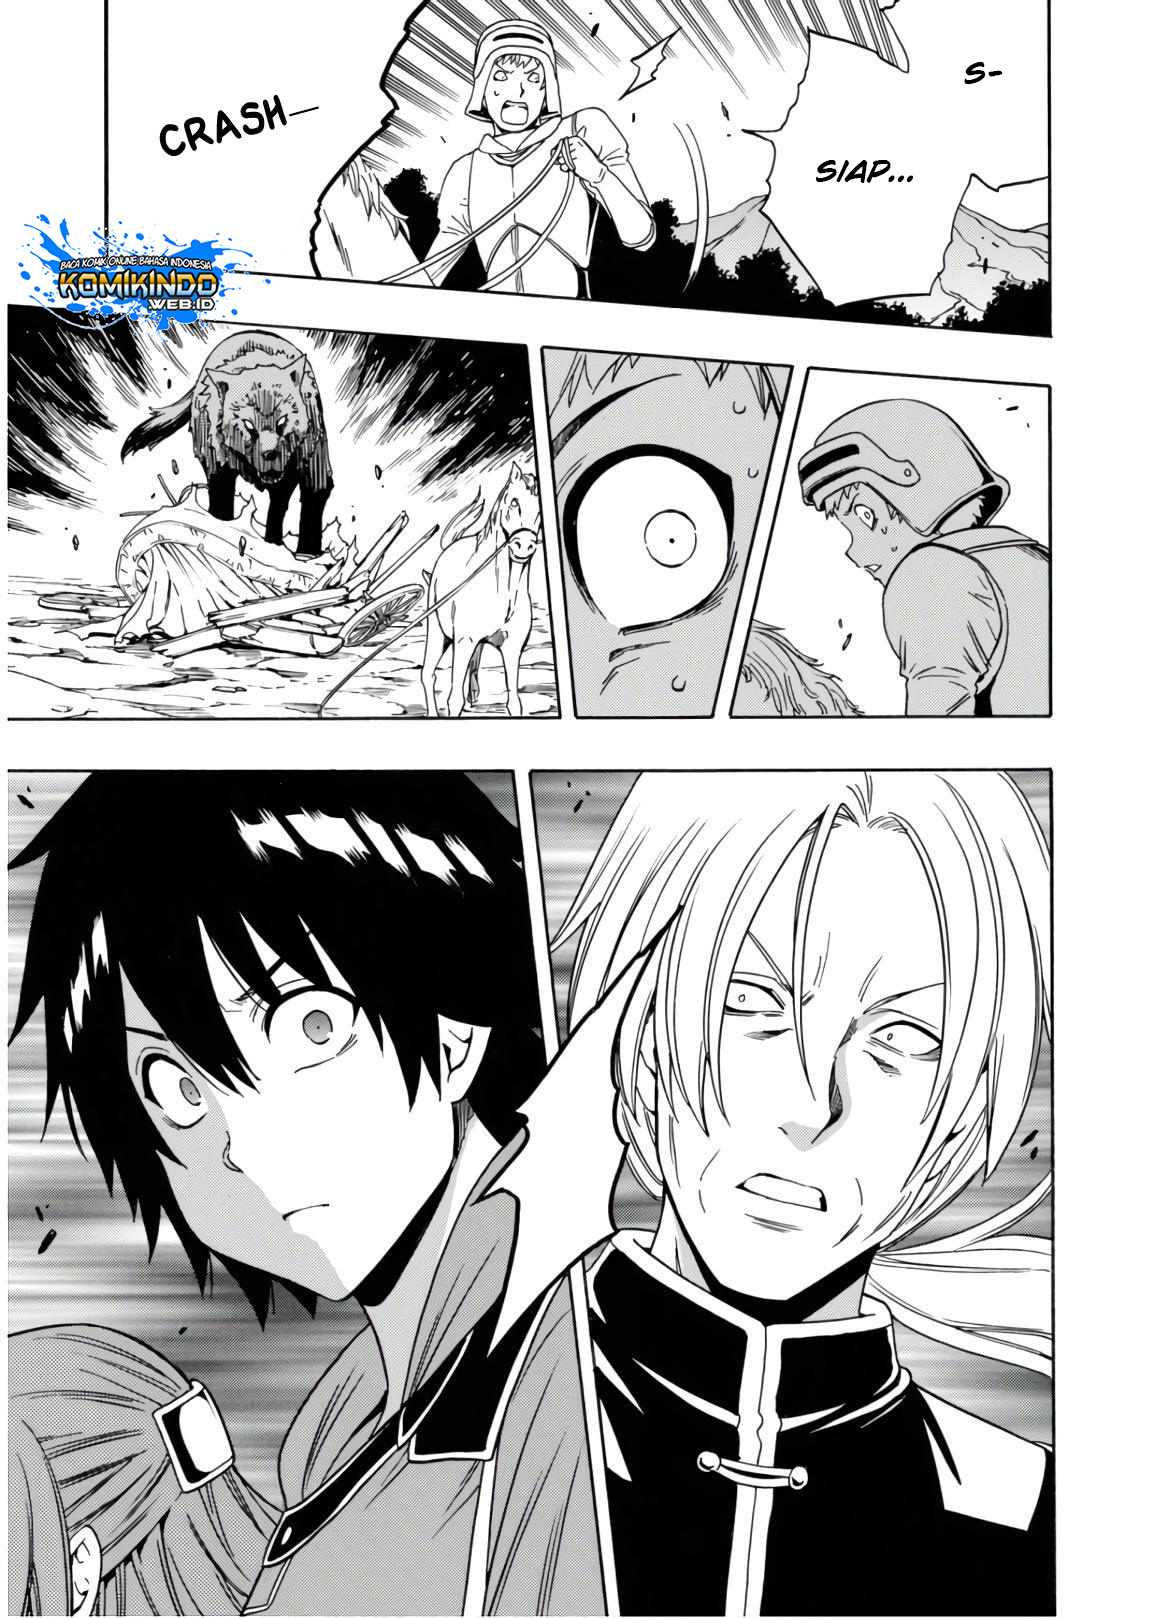 S-
SIAP...
CRASH—
BACA KOMIK ONLINE BAHASA INDONESIA
KOMIKINDO
.WEB.ID